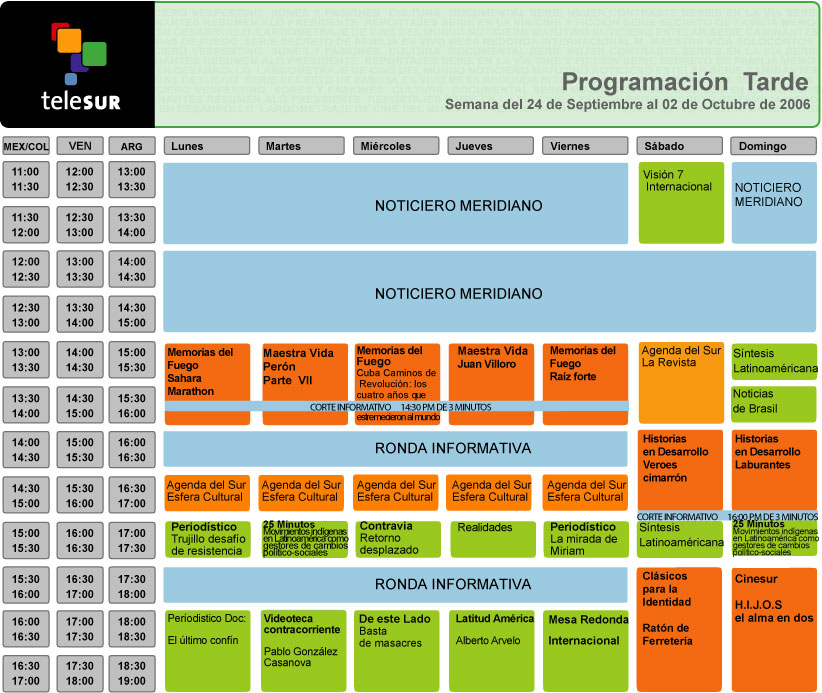 teleSUR
Programación Tarde
Semana del 24 de Septiembre al 02 de Octubre de 2006
MEX/COL VEN ARG Lunes Martes Miércoles Jueves Viernes Sábado Domingo
11:00 12:00 13:00
11:30 12:30 13:30
11:30 12:30 13:30
12:00 13:00 14:00
NOTICIERO MERIDIANO
Visión 7
Internacional
NOTICIERO
MERIDIANO
12:00 13:00 14:00
12:30 13:30 14:30
12:30 13:30 14:30
13:00 14:00 15:00
NOTICIERO MERIDIANO
13:00 14:00 15:00
13:30 14:30 15:30
13:30 14:30 15:30
14:00 15:00 16:00
Memorias del
Fuego
Sahara
Marathon
Maestra Vida
Perón
Parte VII
Memorias del
Fuego
Cuba Caminos de
Revolución: los
cuatro años que
estremecieron al mundo
Maestra Vida
Juan Villoro
Memorias del
Fuego
Raíz forte
CORTE INFORMATIVO 14:30 PM DE 3 MINUTOS
Agenda del Sur
La Revista
Síntesis
Latinoaméricana
Noticias
de Brasil
14:00 15:00 16:00
14:30 15:30 16:30
RONDA INFORMATIVA
Historias
en Desarrollo
Veroes
cimarrón
Historias
en Desarrollo
Laburantes
14:30 15:30 16:30
15:00 16:00 17:00
Agenda del Sur
Esfera Cultural
Agenda del Sur
Esfera Cultural
Agenda del Sur
Esfera Cultural
Agenda del Sur
Esfera Cultural
Agenda del Sur
Esfera Cultural
CORTE INFORMATIVO 16:00 PM DE 3 MINUTOS
15:00 16:00 17:00
15:30 16:30 17:30
Periodístico
Trujillo desafío
de resistencia
25 Minutos
Movimientos indígenas
en Latinoamérica como
gestores de cambios
político-sociales
Contravía
Retorno
desplazado
Realidades
Periodístico
La mirada de
Miriam
Síntesis
Latinoaméricana
25 Minutos
Movimientos indígenas
en Latinoamérica como
gestores de cambios
político-sociales
15:30 16:30 17:30
16:00 17:00 18:00
RONDA INFORMATIVA
Clásicos
para la
Identidad
Ratón de
Ferretería
Cinesur
H.I.J.O.S
el alma en dos
16:00 17:00 18:00
16:30 17:30 18:30
16:30 17:30 18:30
17:00 18:00 19:00
Períodistico Doc:
El último confín
Videoteca
contracorriente
Pablo González
Casanova
De este Lado
Basta
de masacres
Latitud América
Alberto Arvelo
Mesa Redonda
Internacional